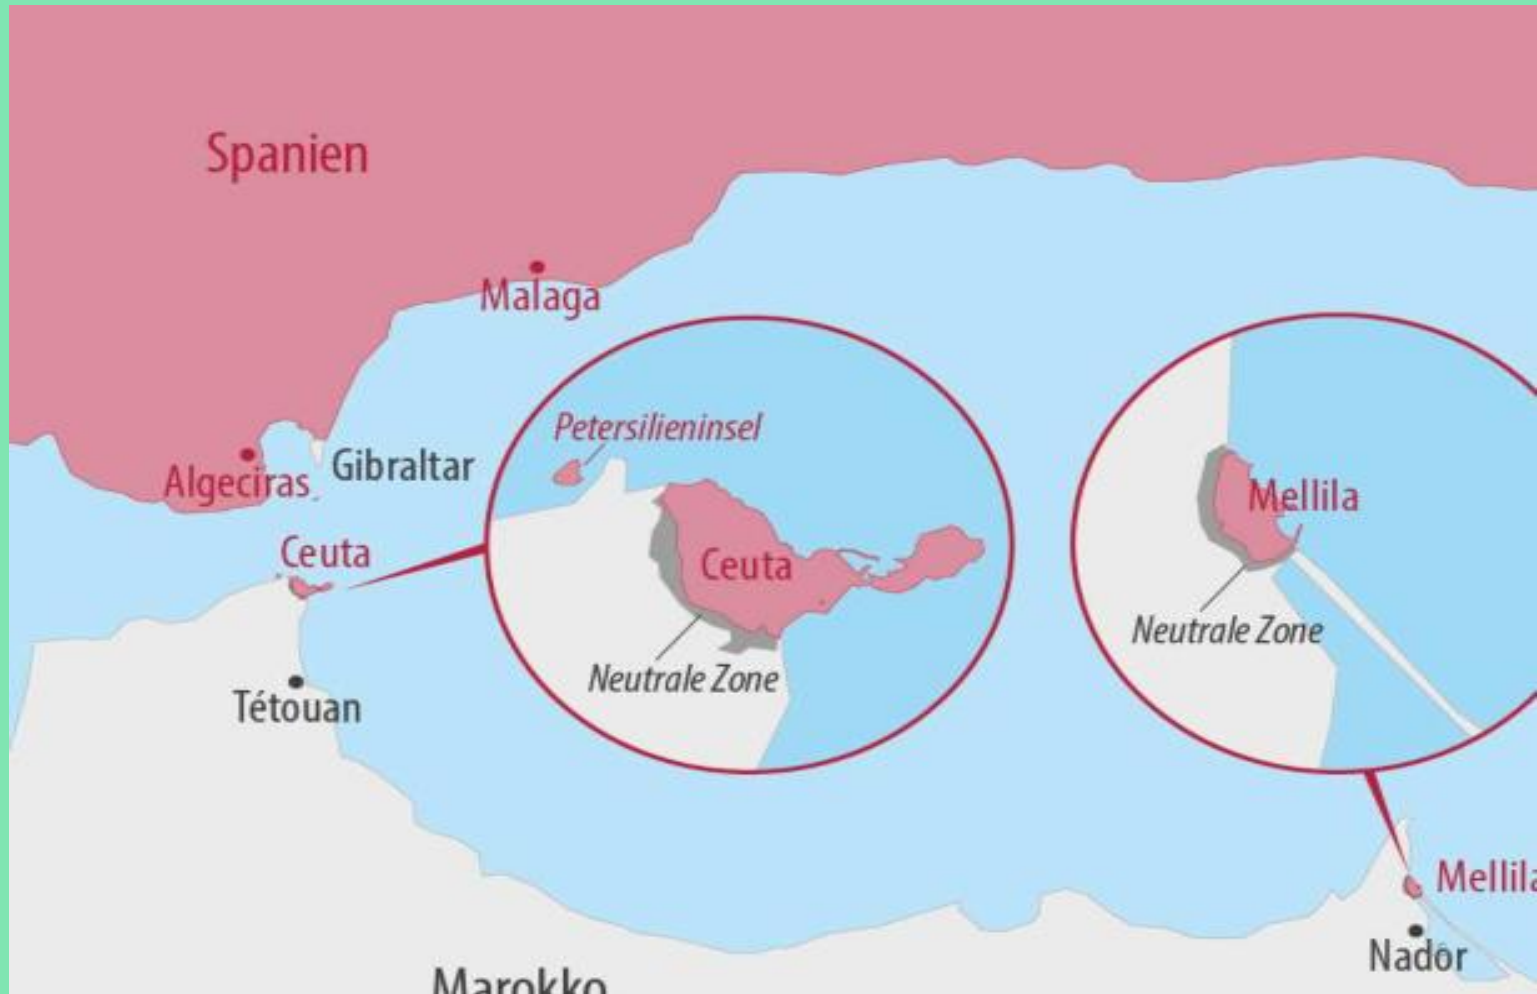 Spanien
Malaga
Petersilieninsel
Algeciras
Gibraltar
Mellila
Ceuta
Ceuta
Neutrale Zone
Neutrale Zone
Tétouan
Mellila
Nador
Marokko